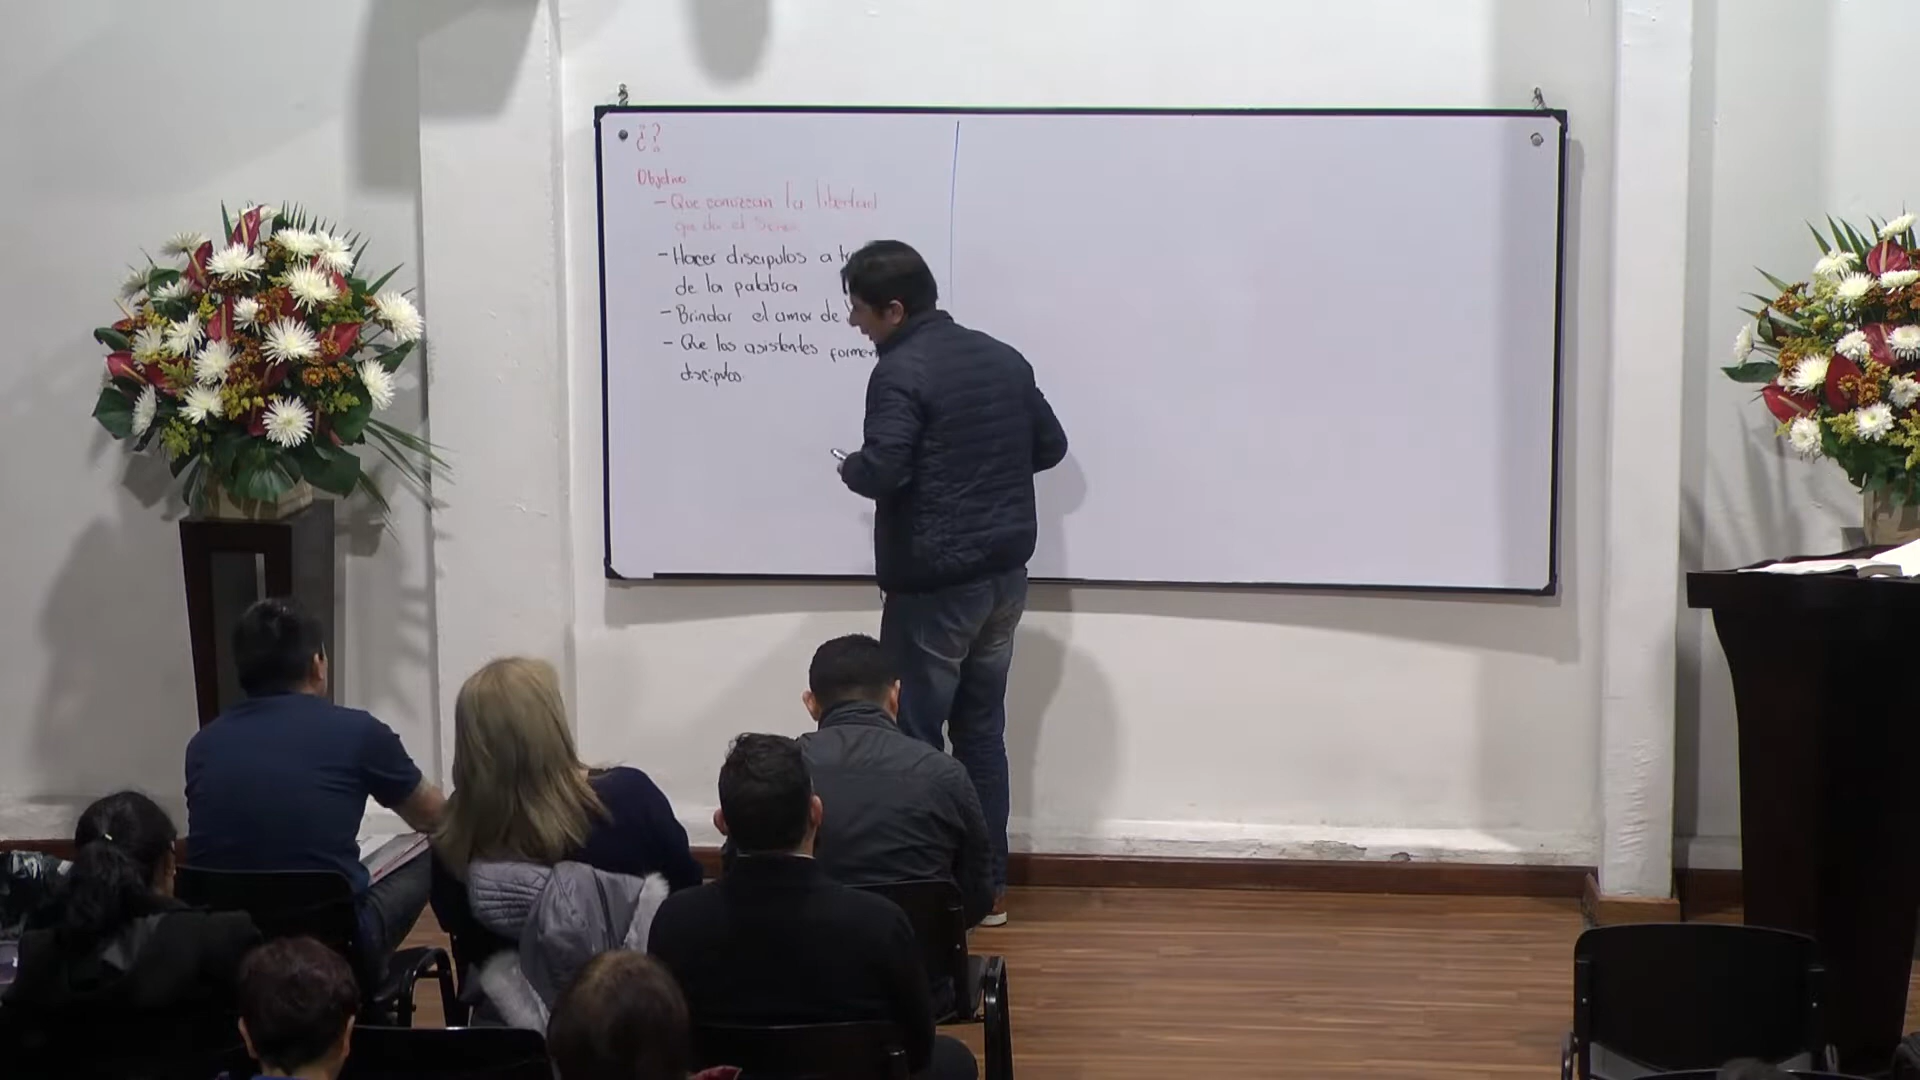 ¿?
Objetivo
- Que conozcan la libertad
que da el Señor
- Hacer discipulos a
de la palabra
- Brindar el amor de
- Que los asistentes formen
discipulos.